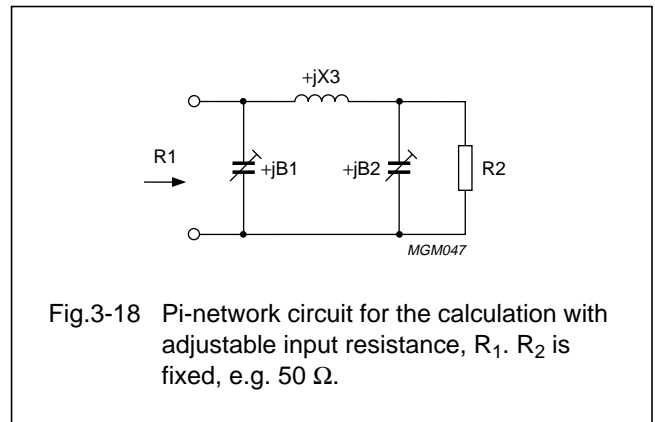 +jX3
R1
+jB1
+jB2
R2
MGM047
Fig.3-18 Pi-network circuit for the calculation with
adjustable input resistance, R₁. R₂ is
fixed, e.g. 50 Ω.